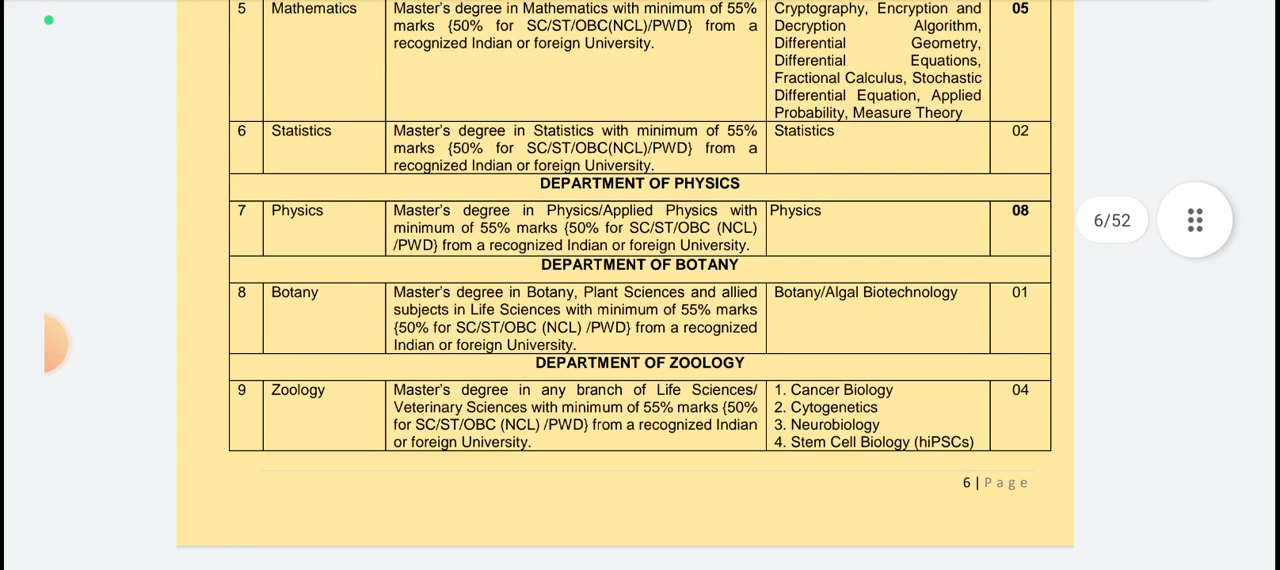 5 Mathematics Master's degree in Mathematics with minimum of 55% marks {50% for SC/ST/OBC(NCL)/PWD} from a recognized Indian or foreign University. Cryptography, Encryption and Decryption Algorithm, Differential Geometry, Differential Equations, Fractional Calculus, Stochastic Differential Equation, Applied Probability, Measure Theory 05
6 Statistics Master's degree in Statistics with minimum of 55% marks {50% for SC/ST/OBC(NCL)/PWD} from a recognized Indian or foreign University. Statistics 02
DEPARTMENT OF PHYSICS
7 Physics Master's degree in Physics/Applied Physics with minimum of 55% marks {50% for SC/ST/OBC (NCL) /PWD} from a recognized Indian or foreign University. Physics 08
DEPARTMENT OF BOTANY
8 Botany Master's degree in Botany, Plant Sciences and allied subjects in Life Sciences with minimum of 55% marks {50% for SC/ST/OBC (NCL) /PWD} from a recognized Indian or foreign University. Botany/Algal Biotechnology 01
DEPARTMENT OF ZOOLOGY
9 Zoology Master's degree in any branch of Life Sciences/ Veterinary Sciences with minimum of 55% marks {50% for SC/ST/OBC (NCL) /PWD} from a recognized Indian or foreign University. 1. Cancer Biology
2. Cytogenetics
3. Neurobiology
4. Stem Cell Biology (hiPSCs) 04
6 | Page
6/52